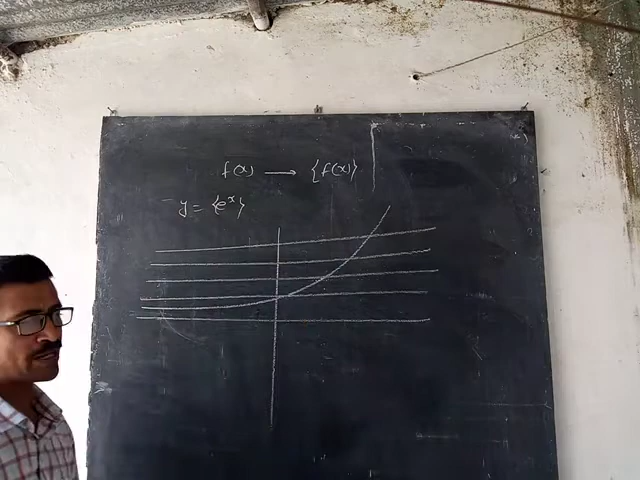 f(x) → {f(x)}
y = {eˣ}